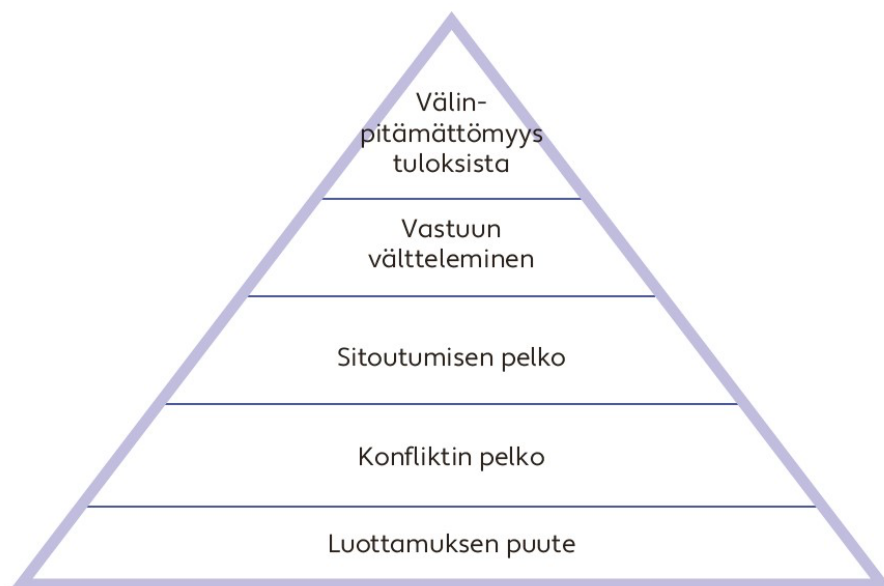 Välin-
pitämättömyys
tuloksista
Vastuun
vältteleminen
Sitoutumisen pelko
Konfliktin pelko
Luottamuksen puute